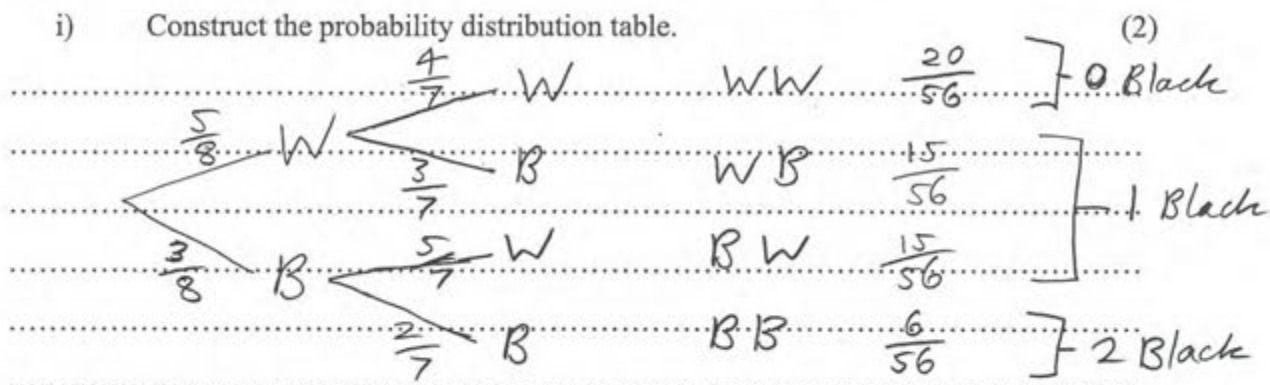 i) Construct the probability distribution table. (2)
4/7 W WW 20/56 0 Black
5/8 W
3/7 B WB 15/56
1 Black
3/8 B 5/7 W BW 15/56
2/7 B BB 6/56 2 Black